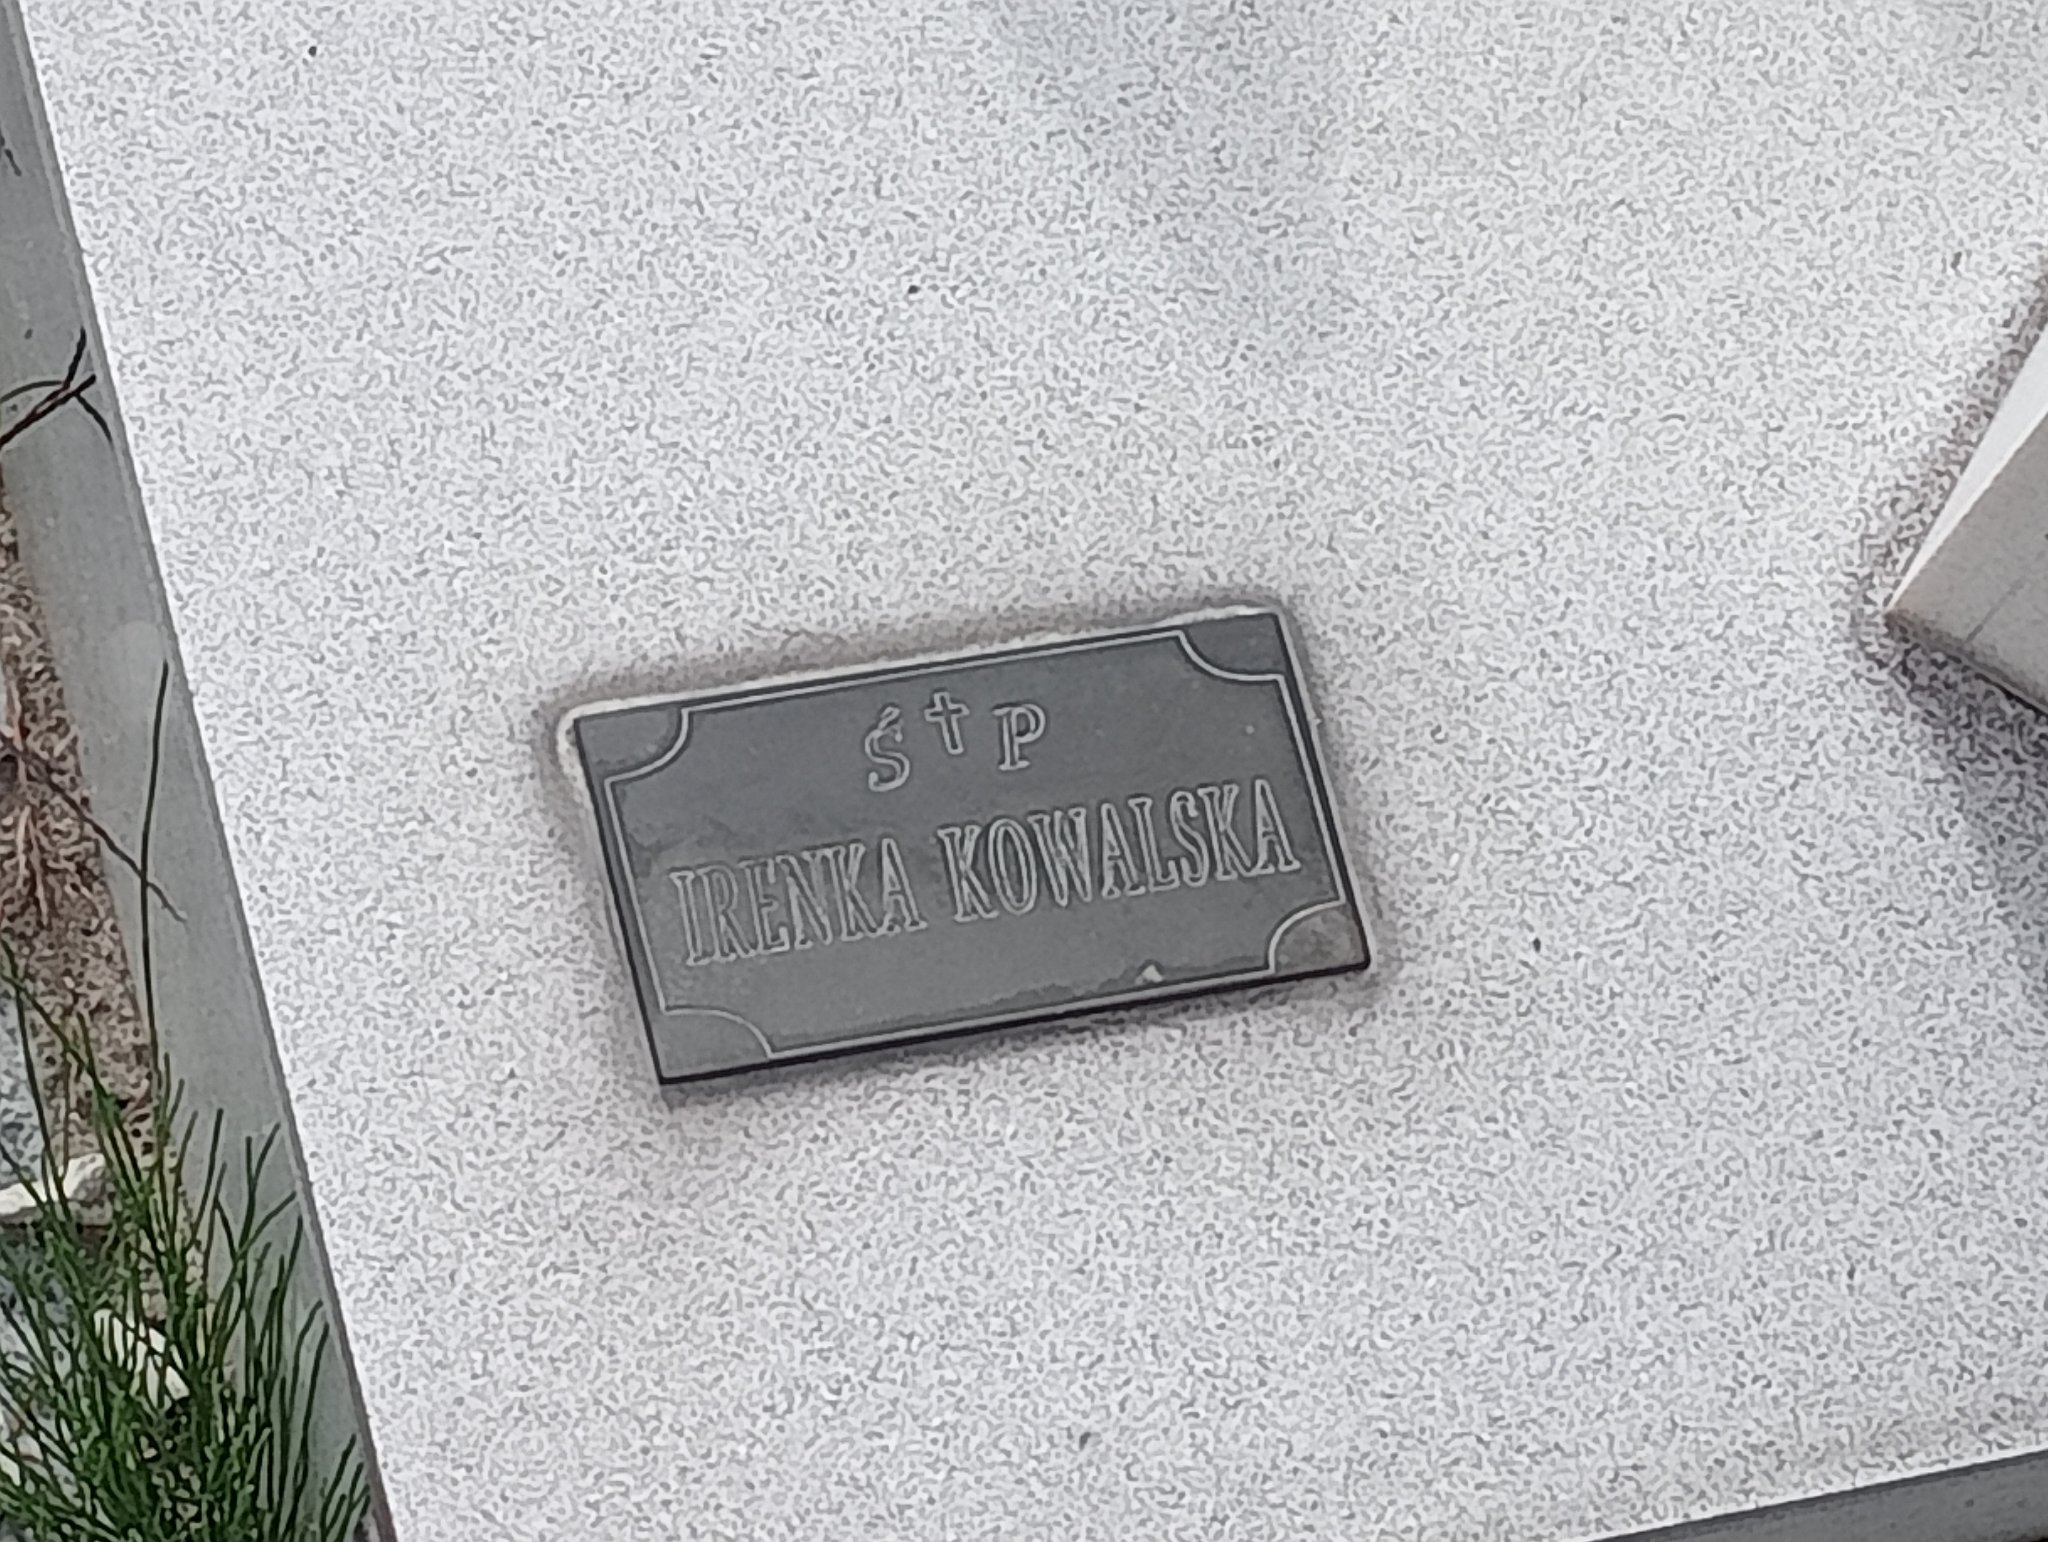 Ś † P
IRENKA KOWALSKA